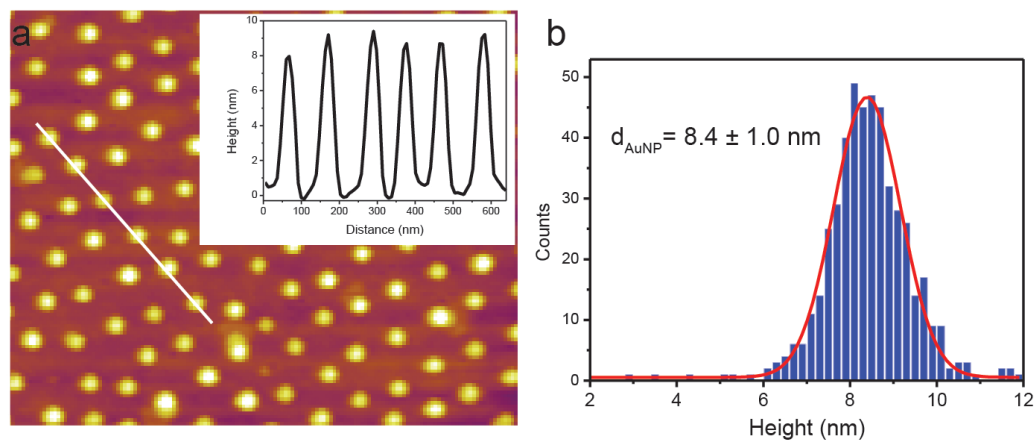 a
10
8
6
4
2
0
Height (nm)
0 100 200 300 400 500 600
Distance (nm)
b
50
40
30
20
10
0
Counts
d_AuNP = 8.4 ± 1.0 nm
2 4 6 8 10 12
Height (nm)